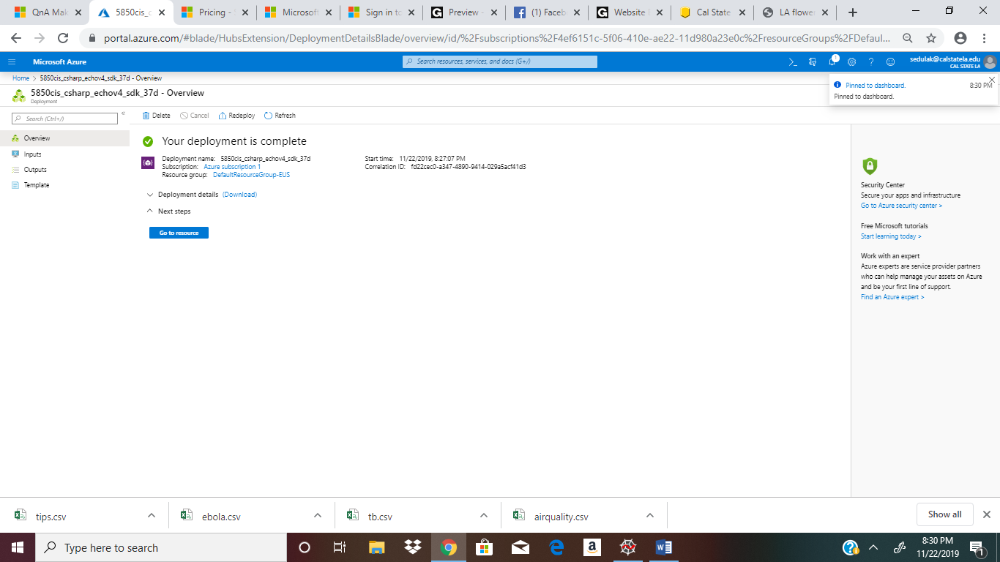 QnA Mak
5850cis_c
Pricing -
Microsoft
Sign in to
Preview -
(1) Faceb
Website
Cal State
LA flower
portal.azure.com/#blade/HubsExtension/DeploymentDetailsBlade/overview/id/%2Fsubscriptions%2F4ef6151c-5f06-410e-ae22-11d980a23e0c%2FresourceGroups%2FDefaul...
Microsoft Azure
Search resources, services, and docs (G+/)
1
sedulak@calstatela.edu
CAL STATE LA
Home > 5850cis_csharp_echov4_sdk_37d - Overview
Pinned to dashboard. 8:30 PM
Pinned to dashboard.
5850cis_csharp_echov4_sdk_37d - Overview
Deployment
Search (Ctrl+/)
«
Delete Cancel Redeploy Refresh
Overview
Inputs
Outputs
Template
Your deployment is complete
Deployment name: 5850cis_csharp_echov4_sdk_37d
Subscription: Azure subscription 1
Resource group: DefaultResourceGroup-EUS
Start time: 11/22/2019, 8:27:07 PM
Correlation ID: fd22cec0-a347-4890-9414-029a5acf41d3
Deployment details (Download)
Next steps
Go to resource
Security Center
Secure your apps and infrastructure
Go to Azure security center >
Free Microsoft tutorials
Start learning today >
Work with an expert
Azure experts are service provider partners
who can help manage your assets on Azure
and be your first line of support.
Find an Azure expert >
tips.csv
ebola.csv
tb.csv
airquality.csv
Show all
Type here to search
8:30 PM
11/22/2019
1